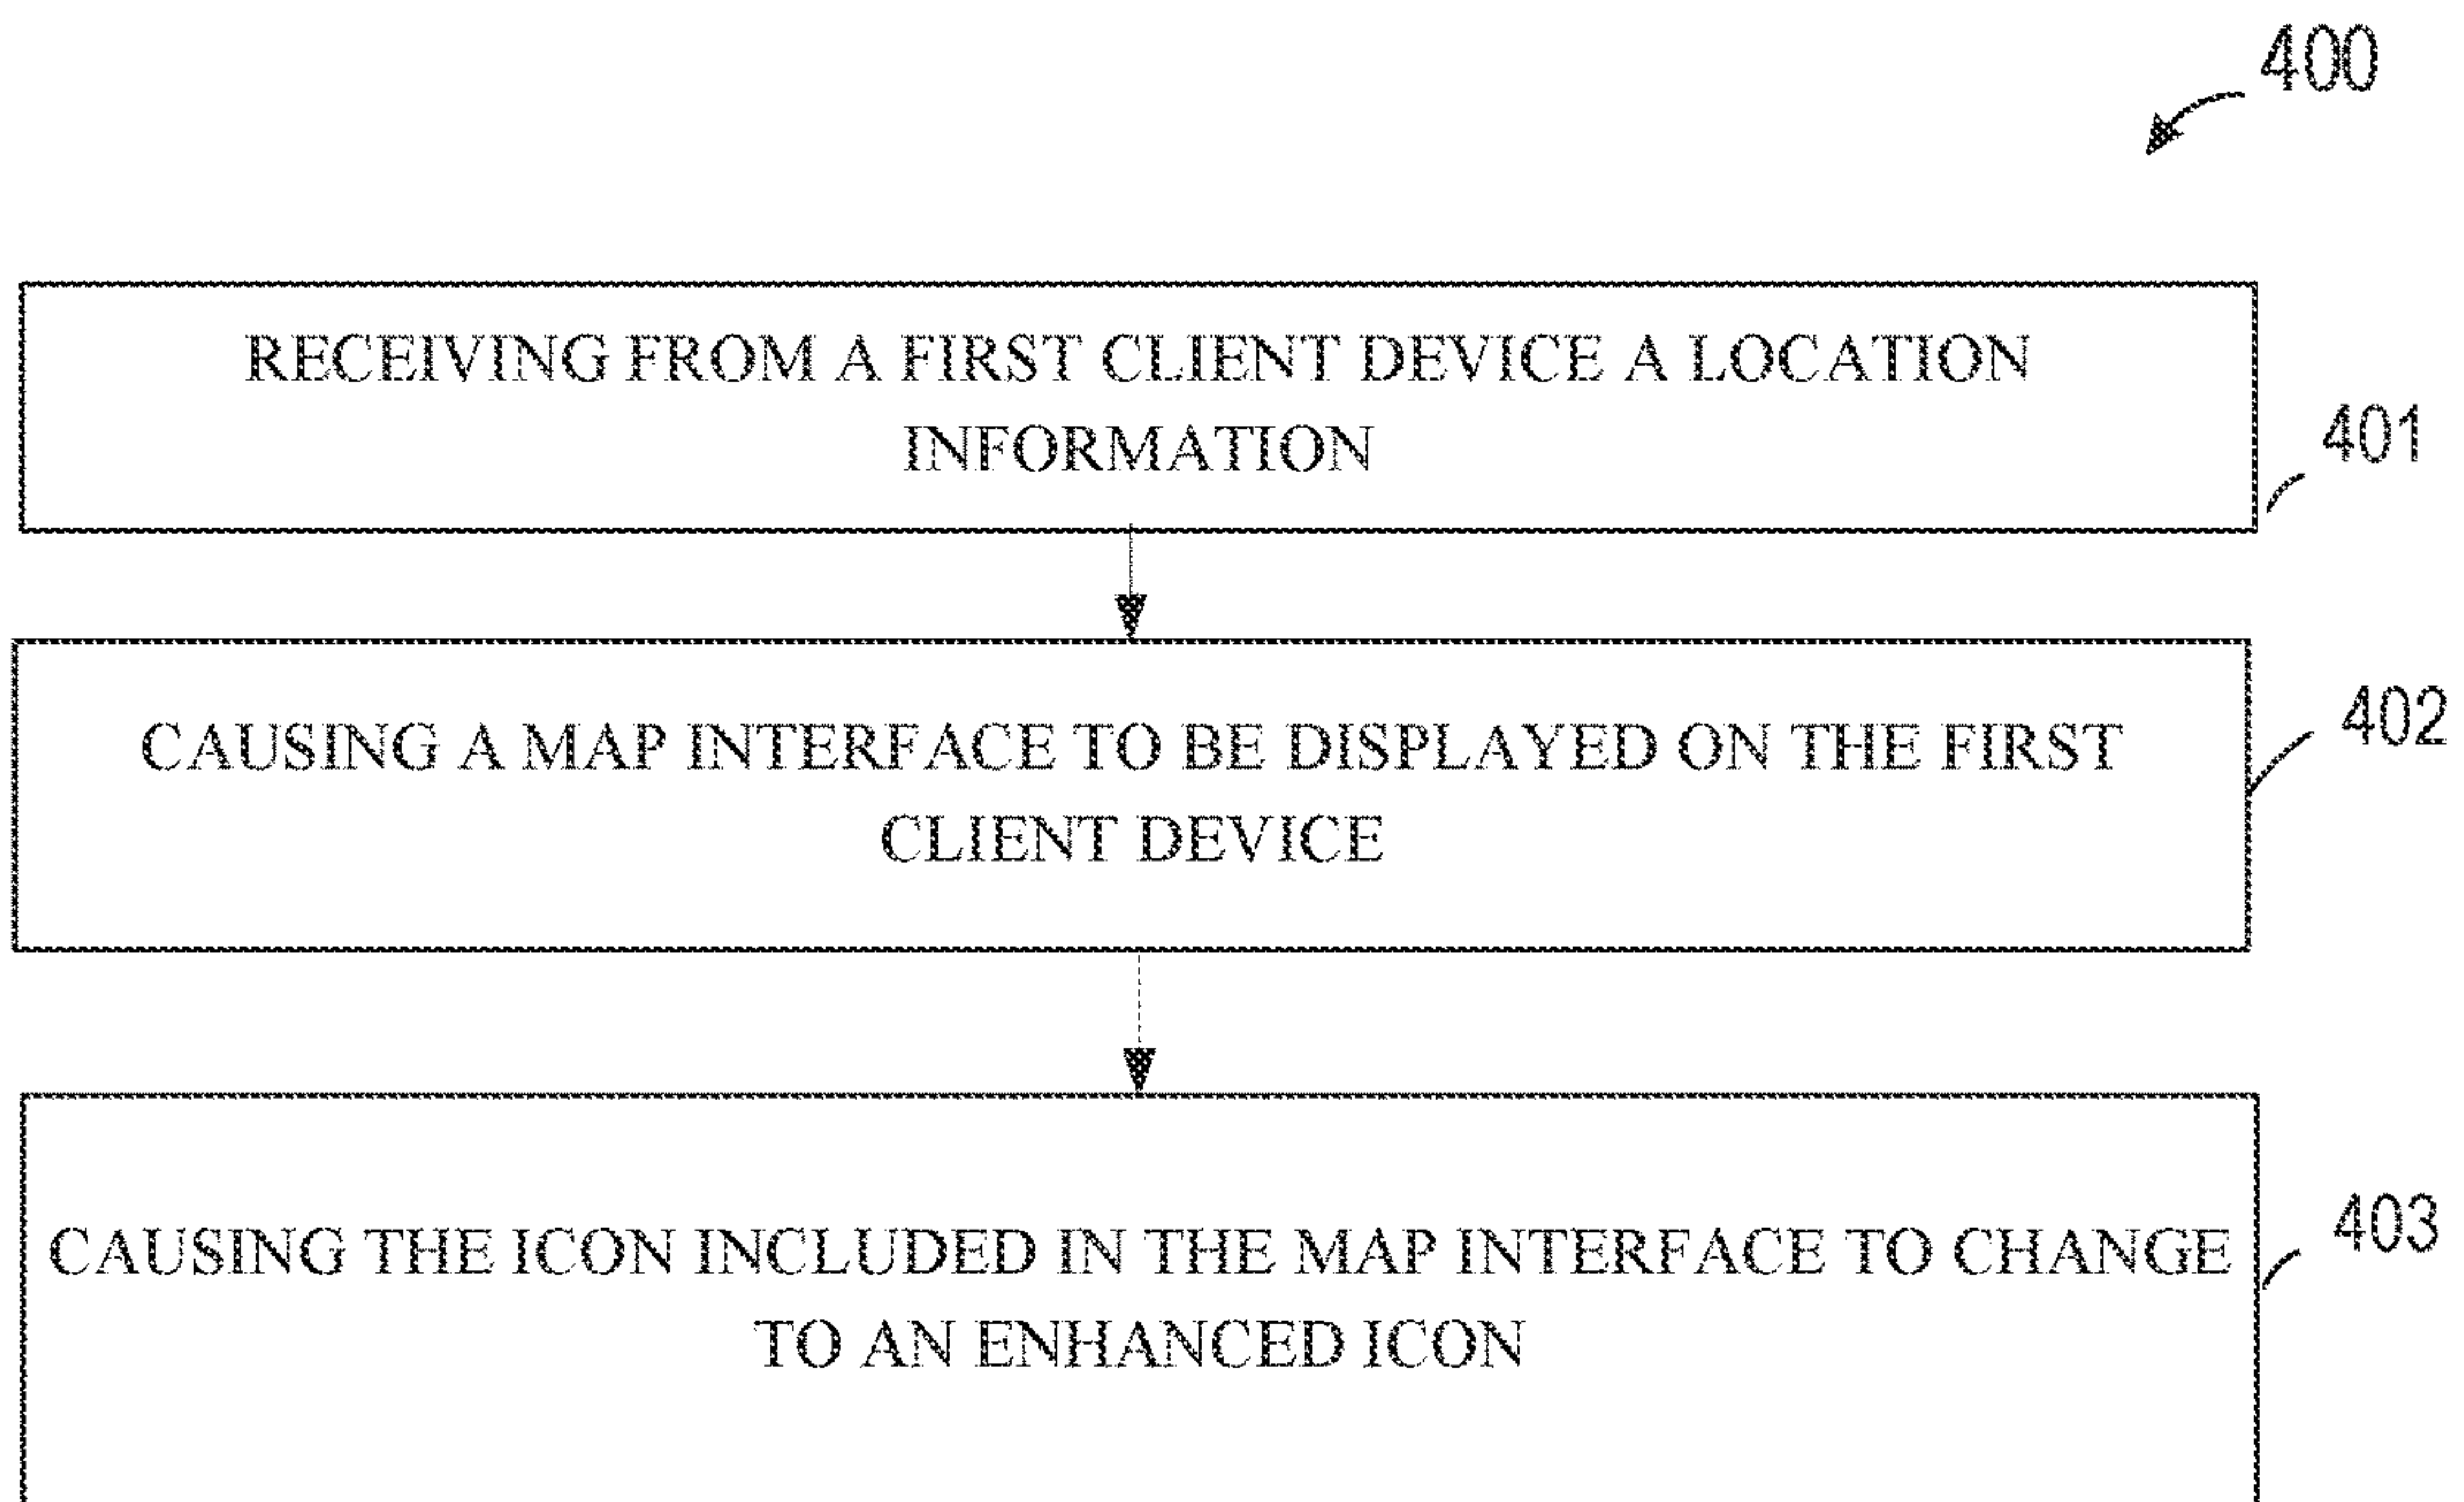 400
RECEIVING FROM A FIRST CLIENT DEVICE A LOCATION
INFORMATION
401
CAUSING A MAP INTERFACE TO BE DISPLAYED ON THE FIRST
CLIENT DEVICE
402
CAUSING THE ICON INCLUDED IN THE MAP INTERFACE TO CHANGE
TO AN ENHANCED ICON
403